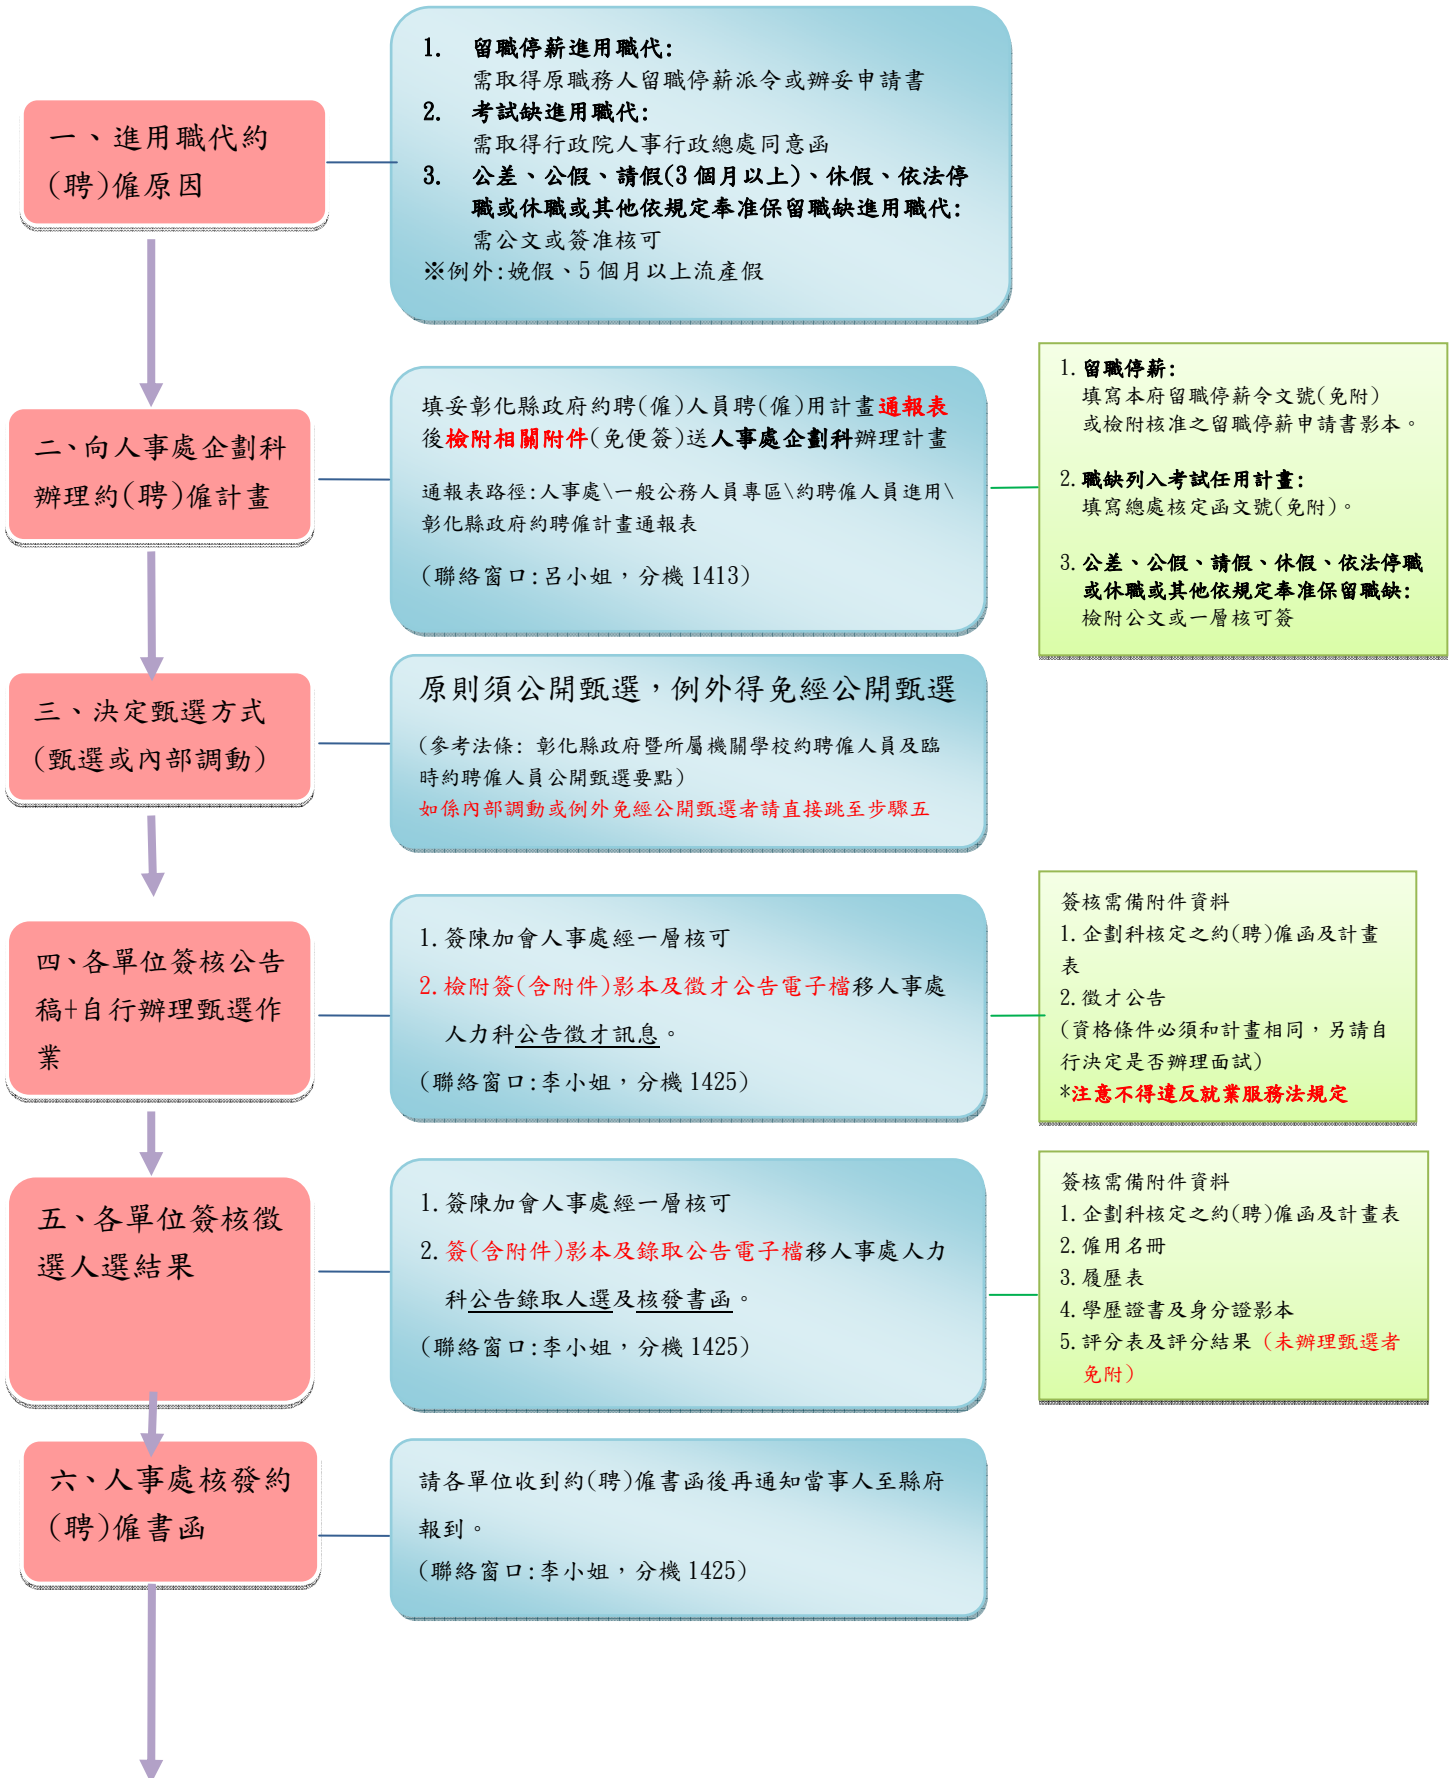 一、進用職代約
(聘)僱原因
1. 留職停薪進用職代:
需取得原職務人留職停薪派令或辦妥申請書
2. 考試缺進用職代:
需取得行政院人事行政總處同意函
3. 公差、公假、請假(3個月以上)、休假、依法停
職或休職或其他依規定奉准保留職缺進用職代:
需公文或簽准核可
※例外:娩假、5個月以上流產假
二、向人事處企劃科
辦理約(聘)僱計畫
填妥彰化縣政府約聘(僱)人員聘(僱)用計畫通報表
後檢附相關附件(免便簽)送人事處企劃科辦理計畫
通報表路徑:人事處\一般公務人員專區\約聘僱人員進用\
彰化縣政府約聘僱計畫通報表
(聯絡窗口:呂小姐，分機1413)
1. 留職停薪:
填寫本府留職停薪令文號(免附)
或檢附核准之留職停薪申請書影本。
2. 職缺列入考試任用計畫:
填寫總處核定函文號(免附)。
3. 公差、公假、請假、休假、依法停職
或休職或其他依規定奉准保留職缺:
檢附公文或一層核可簽
三、決定甄選方式
(甄選或內部調動)
原則須公開甄選，例外得免經公開甄選
(參考法條: 彰化縣政府暨所屬機關學校約聘僱人員及臨
時約聘僱人員公開甄選要點)
如係內部調動或例外免經公開甄選者請直接跳至步驟五
四、各單位簽核公告
稿+自行辦理甄選作
業
1. 簽陳加會人事處經一層核可
2. 檢附簽(含附件)影本及徵才公告電子檔移人事處
人力科公告徵才訊息。
(聯絡窗口:李小姐，分機1425)
簽核需備附件資料
1. 企劃科核定之約(聘)僱函及計畫
表
2. 徵才公告
(資格條件必須和計畫相同，另請自
行決定是否辦理面試)
*注意不得違反就業服務法規定
五、各單位簽核徵
選人選結果
1. 簽陳加會人事處經一層核可
2. 簽(含附件)影本及錄取公告電子檔移人事處人力
科公告錄取人選及核發書函。
(聯絡窗口:李小姐，分機1425)
簽核需備附件資料
1. 企劃科核定之約(聘)僱函及計畫表
2. 僱用名冊
3. 履歷表
4. 學歷證書及身分證影本
5. 評分表及評分結果(未辦理甄選者
免附)
六、人事處核發約
(聘)僱書函
請各單位收到約(聘)僱書函後再通知當事人至縣府
報到。
(聯絡窗口:李小姐，分機1425)